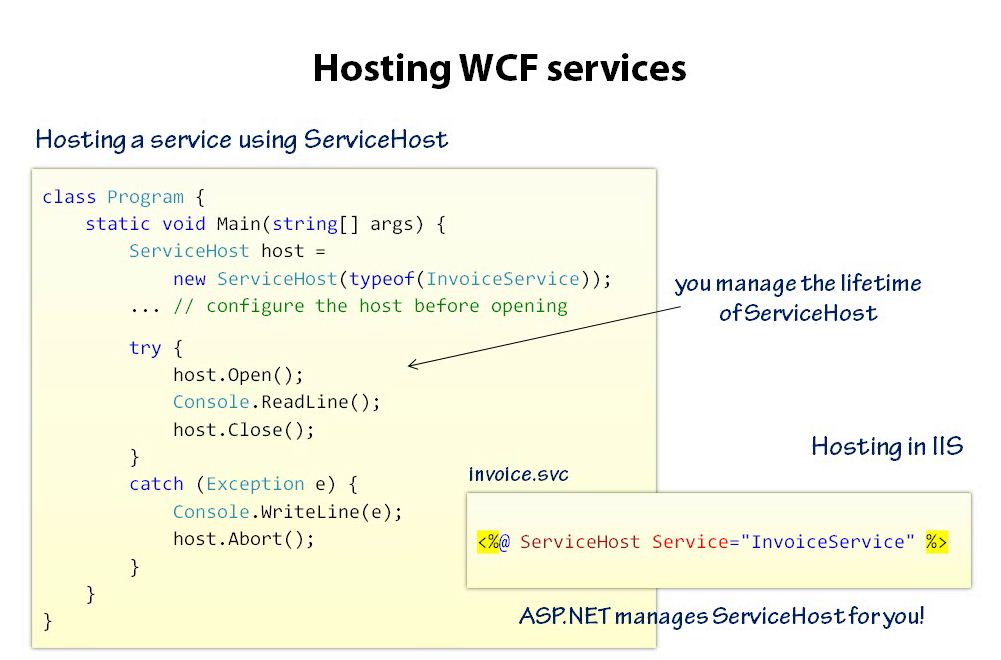 Hosting WCF services
Hosting a service using ServiceHost
class Program {
static void Main(string[] args) {
ServiceHost host =
new ServiceHost(typeof(InvoiceService));
... // configure the host before opening
try {
host.Open();
Console.ReadLine();
host.Close();
}
catch (Exception e) {
Console.WriteLine(e);
host.Abort();
}
}
}
you manage the lifetime
of ServiceHost
Hosting in IIS
invoice.svc
<%@ ServiceHost Service="InvoiceService" %>
ASP.NET manages ServiceHost for you!